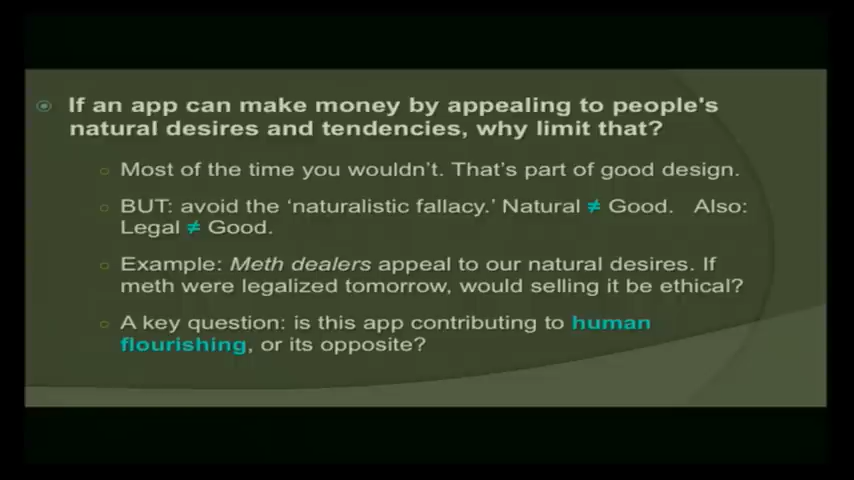 If an app can make money by appealing to people's
natural desires and tendencies, why limit that?
Most of the time you wouldn't. That's part of good design.
BUT: avoid the 'naturalistic fallacy.' Natural ≠ Good. Also:
Legal ≠ Good.
Example: Meth dealers appeal to our natural desires. If
meth were legalized tomorrow, would selling it be ethical?
A key question: is this app contributing to human
flourishing, or its opposite?